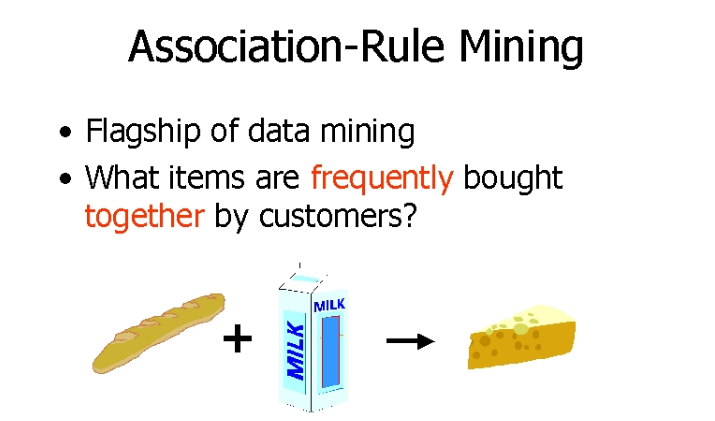 Association-Rule Mining
• Flagship of data mining
• What items are frequently bought
together by customers?
MILK
MILK
+